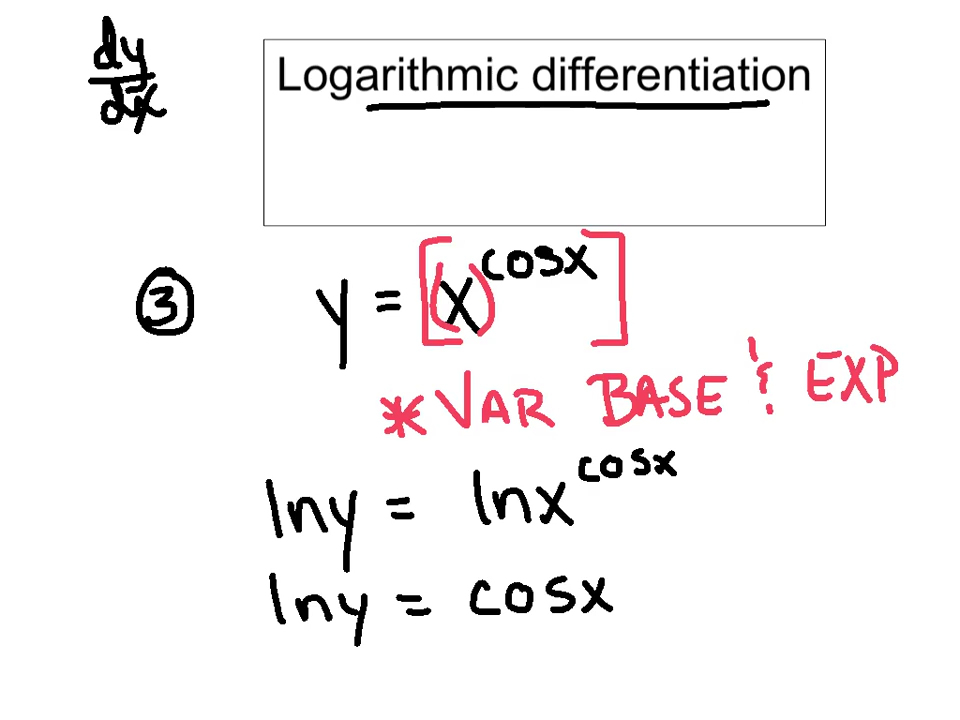 dy
dx
Logarithmic differentiation
③ y = [(x)^cosx]
* VAR BASE & EXP
lny = lnx^cosx
lny = cosx